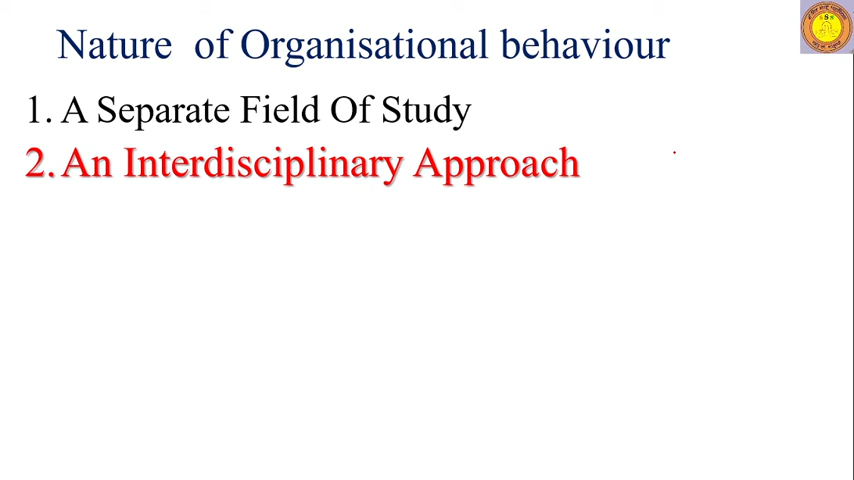 Nature of Organisational behaviour
1. A Separate Field Of Study
2. An Interdisciplinary Approach